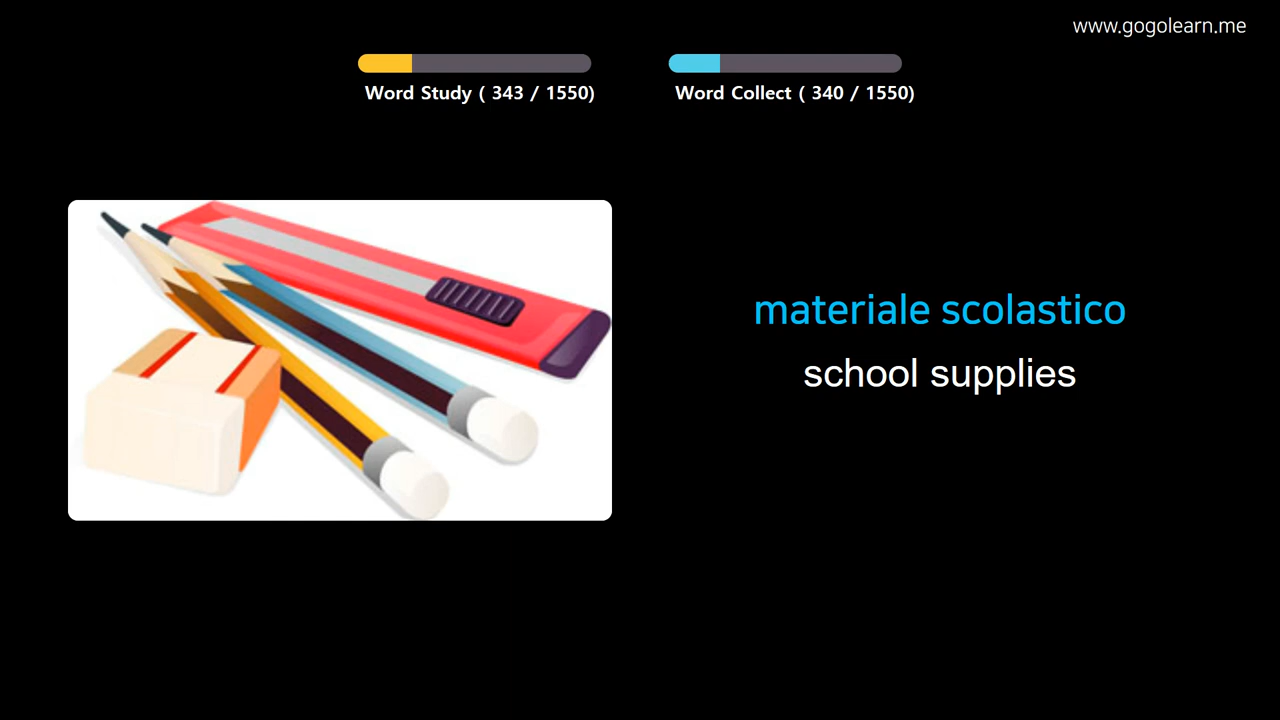 www.gogolearn.me
Word Study ( 343 / 1550)
Word Collect ( 340 / 1550)
materiale scolastico
school supplies